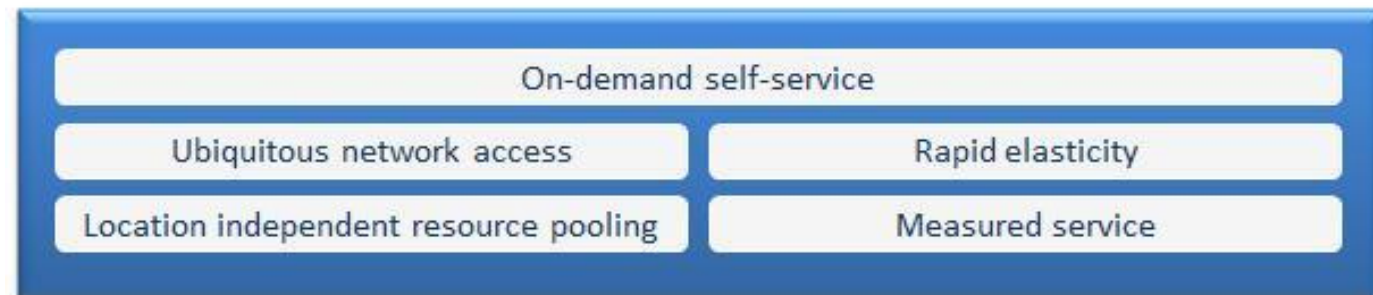 On-demand self-service
Ubiquitous network access
Rapid elasticity
Location independent resource pooling
Measured service